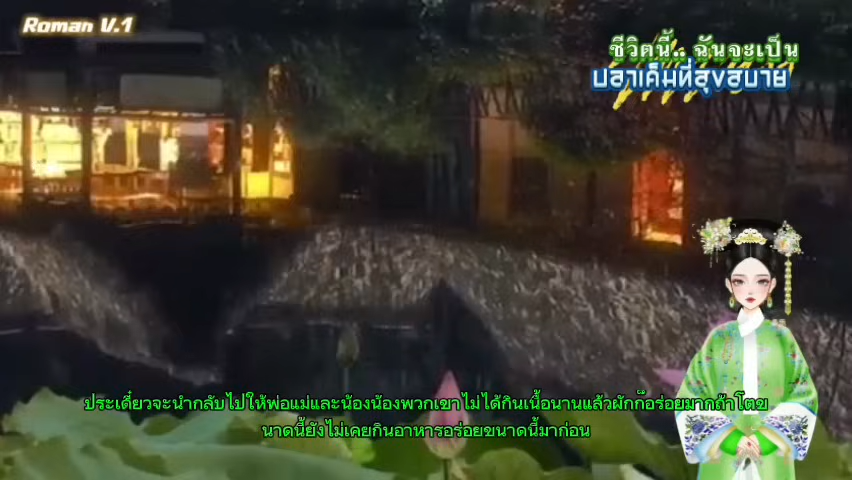 Roman V.1
ชีวิตนี้.. ฉันจะเป็น
ปลาเค็มที่สุขสบาย
ประเดี๋ยวจะนำกลับไปให้พ่อแม่และน้องน้องพวกเขาไม่ได้กินเนื้อนานแล้วผักก็อร่อยมากถ้าโตข
นาดนี้ยังไม่เคยกินอาหารอร่อยขนาดนี้มาก่อน